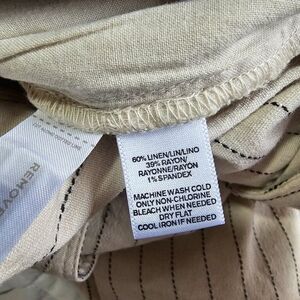 60% LINEN/LIN/LINO
39% RAYON/
RAYONNE/RAYON
1% SPANDEX
MACHINE WASH COLD
ONLY NON-CHLORINE
BLEACH WHEN NEEDED
DRY FLAT
COOL IRON IF NEEDED
REMOVE